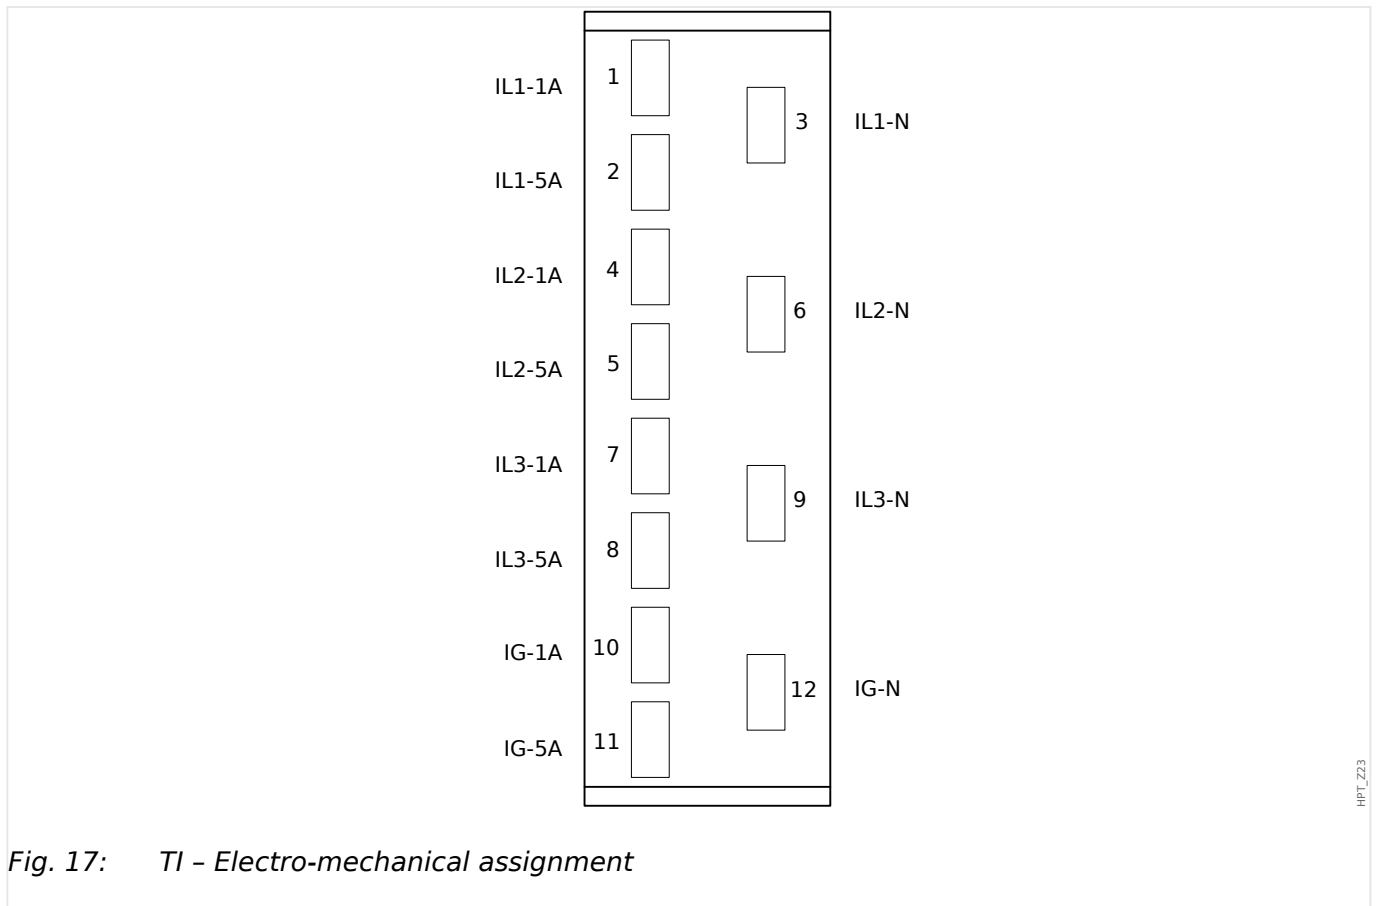 IL1-1A 1
3 IL1-N
IL1-5A 2
IL2-1A 4
6 IL2-N
IL2-5A 5
IL3-1A 7
9 IL3-N
IL3-5A 8
IG-1A 10
12 IG-N
IG-5A 11
HPT_Z23
Fig. 17: TI – Electro-mechanical assignment